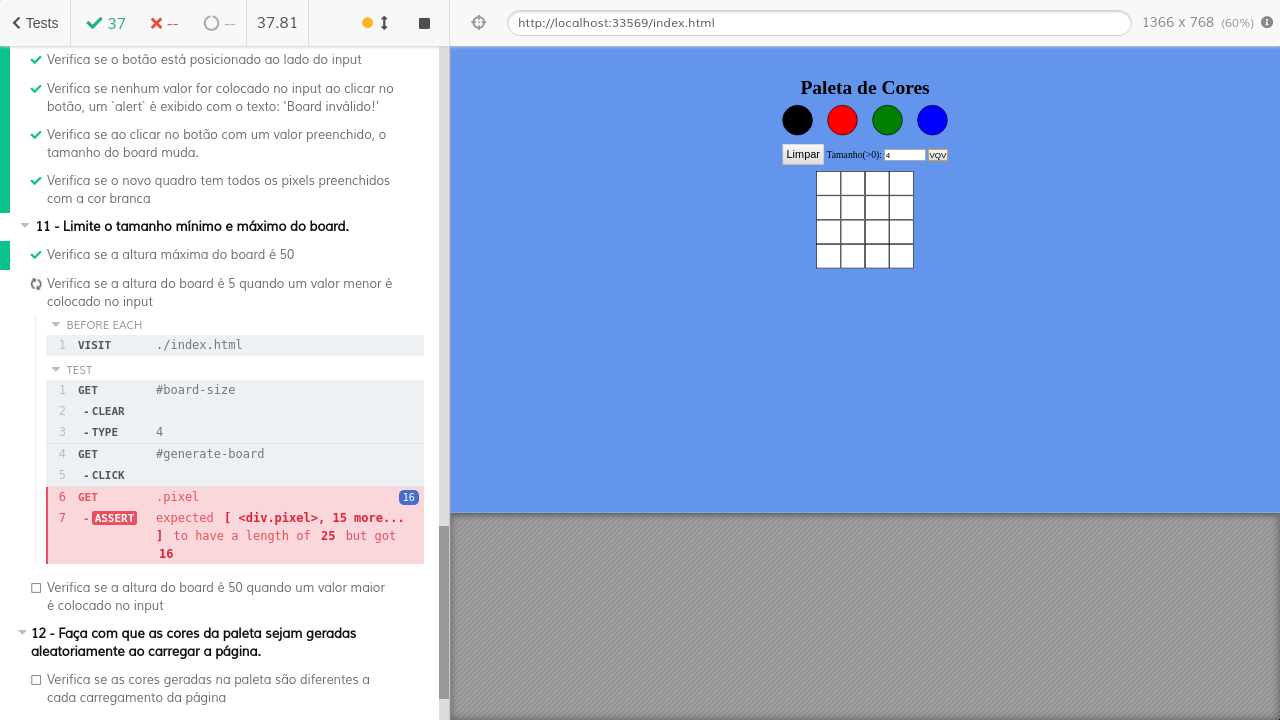 Tests
37
--
--
37.81
http://localhost:33569/index.html
1366 x 768 (60%)
Verifica se o botão está posicionado ao lado do input
Verifica se nenhum valor for colocado no input ao clicar no
botão, um `alert` é exibido com o texto: 'Board inválido!'
Verifica se ao clicar no botão com um valor preenchido, o
tamanho do board muda.
Verifica se o novo quadro tem todos os pixels preenchidos
com a cor branca
11 - Limite o tamanho mínimo e máximo do board.
Verifica se a altura máxima do board é 50
Verifica se a altura do board é 5 quando um valor menor é
colocado no input
BEFORE EACH
1 VISIT ./index.html
TEST
1 GET #board-size
2 - CLEAR
3 - TYPE 4
4 GET #generate-board
5 - CLICK
6 GET .pixel 16
7 - ASSERT expected [ <div.pixel>, 15 more...
] to have a length of 25 but got
16
Verifica se a altura do board é 50 quando um valor maior
é colocado no input
12 - Faça com que as cores da paleta sejam geradas
aleatoriamente ao carregar a página.
Verifica se as cores geradas na paleta são diferentes a
cada carregamento da página
Paleta de Cores
Limpar Tamanho(>0): 4 VQV